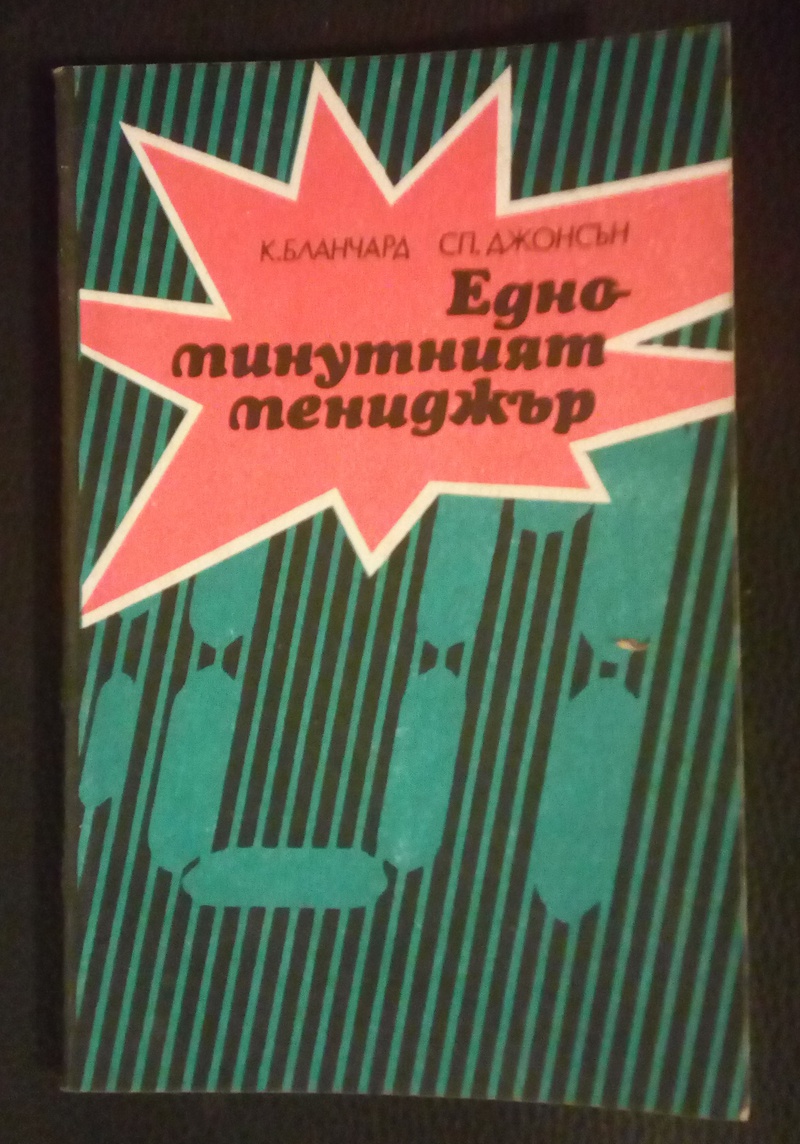 К. БЛАНЧАРД СП. ДЖОНСЪН
Едно-
минутният
мениджър